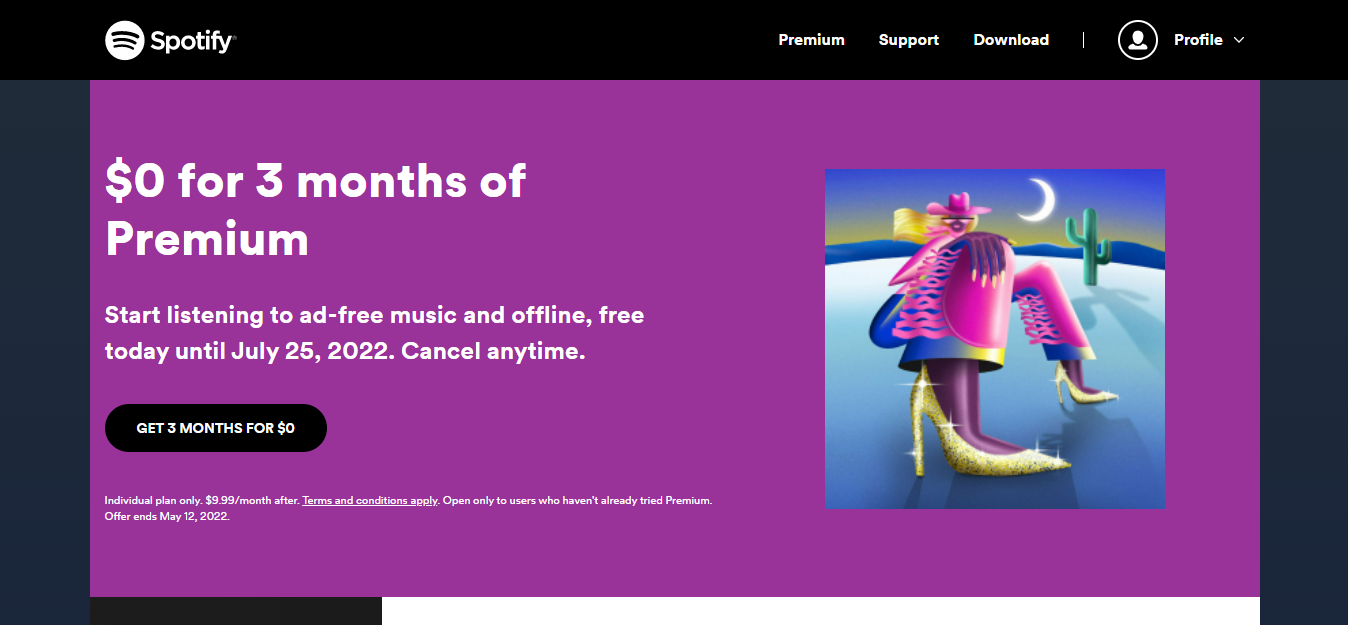 Spotify
Premium
Support
Download
Profile
$0 for 3 months of
Premium
Start listening to ad-free music and offline, free
today until July 25, 2022. Cancel anytime.
GET 3 MONTHS FOR $0
Individual plan only. $9.99/month after. Terms and conditions apply. Open only to users who haven't already tried Premium.
Offer ends May 12, 2022.